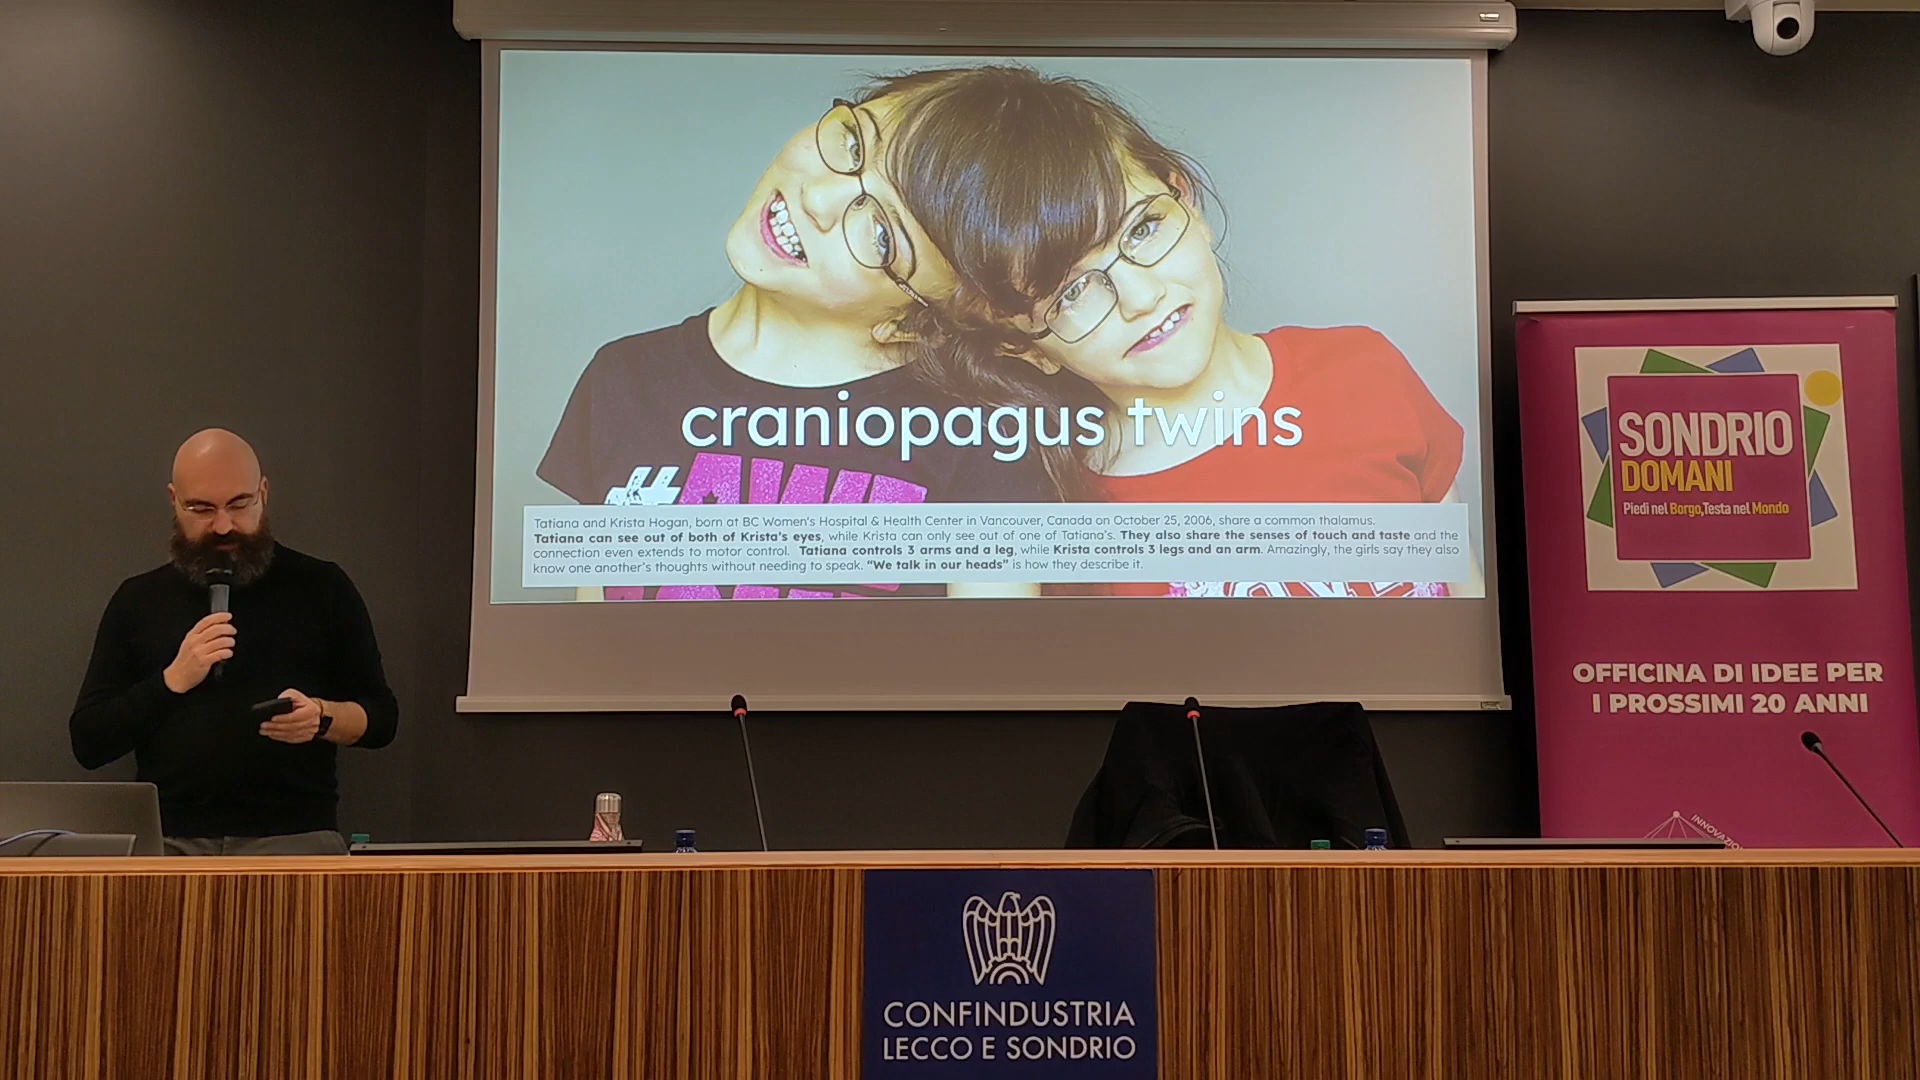 craniopagus twins
#AWE
Tatiana and Krista Hogan, born at BC Women's Hospital & Health Center in Vancouver, Canada on October 25, 2006, share a common thalamus.
Tatiana can see out of both of Krista's eyes, while Krista can only see out of one of Tatiana's. They also share the senses of touch and taste and the
connection even extends to motor control. Tatiana controls 3 arms and a leg, while Krista controls 3 legs and an arm. Amazingly, the girls say they also
know one another's thoughts without needing to speak. "We talk in our heads" is how they describe it.
SONDRIO
DOMANI
Piedi nel Borgo,Testa nel Mondo
OFFICINA DI IDEE PER
I PROSSIMI 20 ANNI
CONFINDUSTRIA
LECCO E SONDRIO